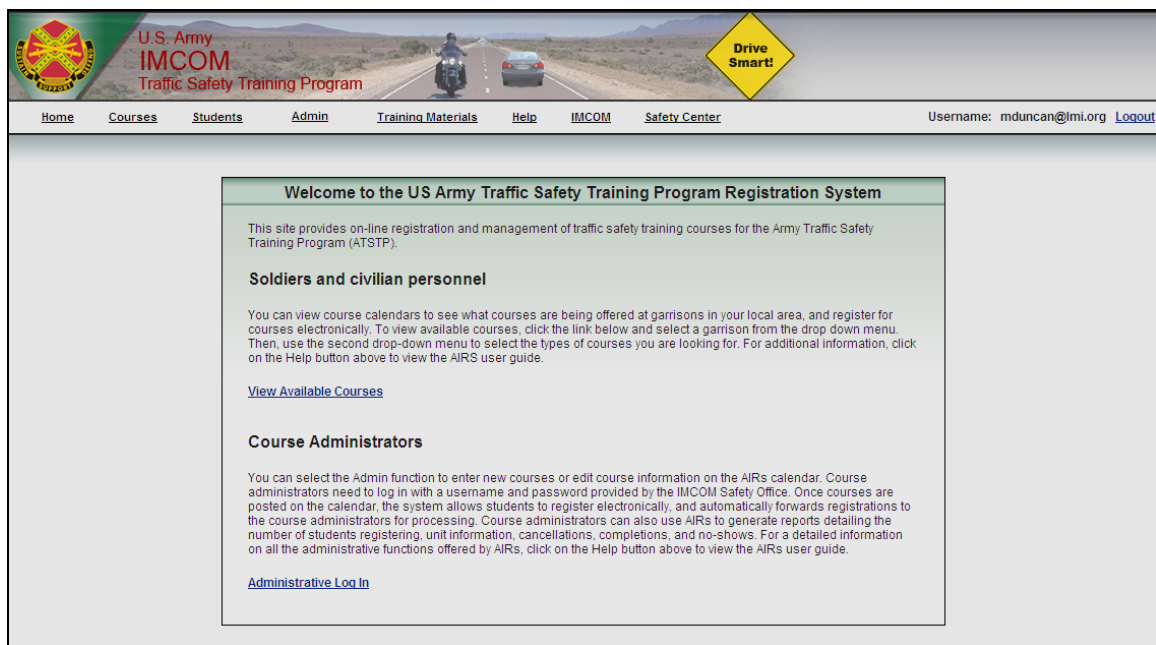 U.S. Army
IMCOM
Traffic Safety Training Program
Drive
Smart!
SUPPORT
Home Courses Students Admin Training Materials Help IMCOM Safety Center Username: mduncan@lmi.org Logout
Welcome to the US Army Traffic Safety Training Program Registration System
This site provides on-line registration and management of traffic safety training courses for the Army Traffic Safety
Training Program (ATSTP).
Soldiers and civilian personnel
You can view course calendars to see what courses are being offered at garrisons in your local area, and register for
courses electronically. To view available courses, click the link below and select a garrison from the drop down menu.
Then, use the second drop-down menu to select the types of courses you are looking for. For additional information, click
on the Help button above to view the AIRS user guide.
View Available Courses
Course Administrators
You can select the Admin function to enter new courses or edit course information on the AIRs calendar. Course
administrators need to log in with a username and password provided by the IMCOM Safety Office. Once courses are
posted on the calendar, the system allows students to register electronically, and automatically forwards registrations to
the course administrators for processing. Course administrators can also use AIRs to generate reports detailing the
number of students registering, unit information, cancellations, completions, and no-shows. For a detailed information
on all the administrative functions offered by AIRs, click on the Help button above to view the AIRs user guide.
Administrative Log In